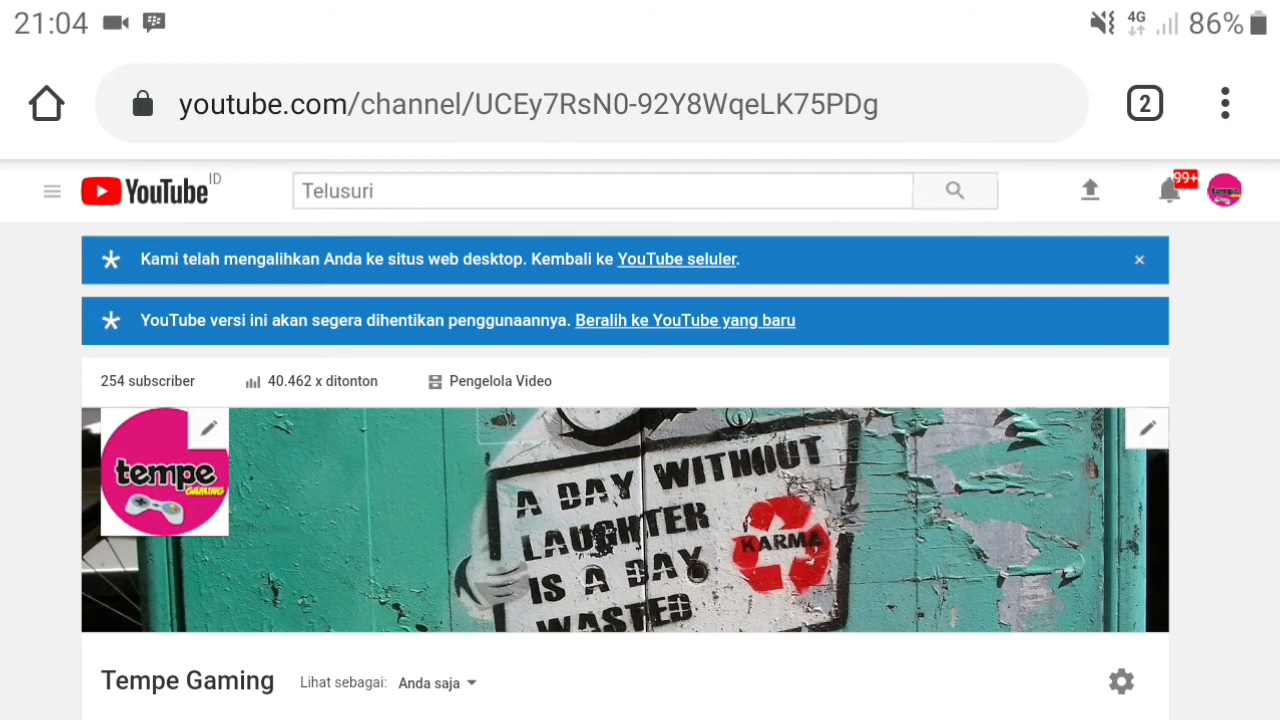 21:04
4G
86%
youtube.com/channel/UCEy7RsN0-92Y8WqeLK75PDg
2
YouTube ID
Telusuri
99+
tempe
Kami telah mengalihkan Anda ke situs web desktop. Kembali ke YouTube seluler.
YouTube versi ini akan segera dihentikan penggunaannya. Beralih ke YouTube yang baru
254 subscriber
40.462 x ditonton
Pengelola Video
tempe
GAMING
A DAY WITHOUT
LAUGHTER
IS A DAY
WASTED
KARMA
Tempe Gaming
Lihat sebagai: Anda saja